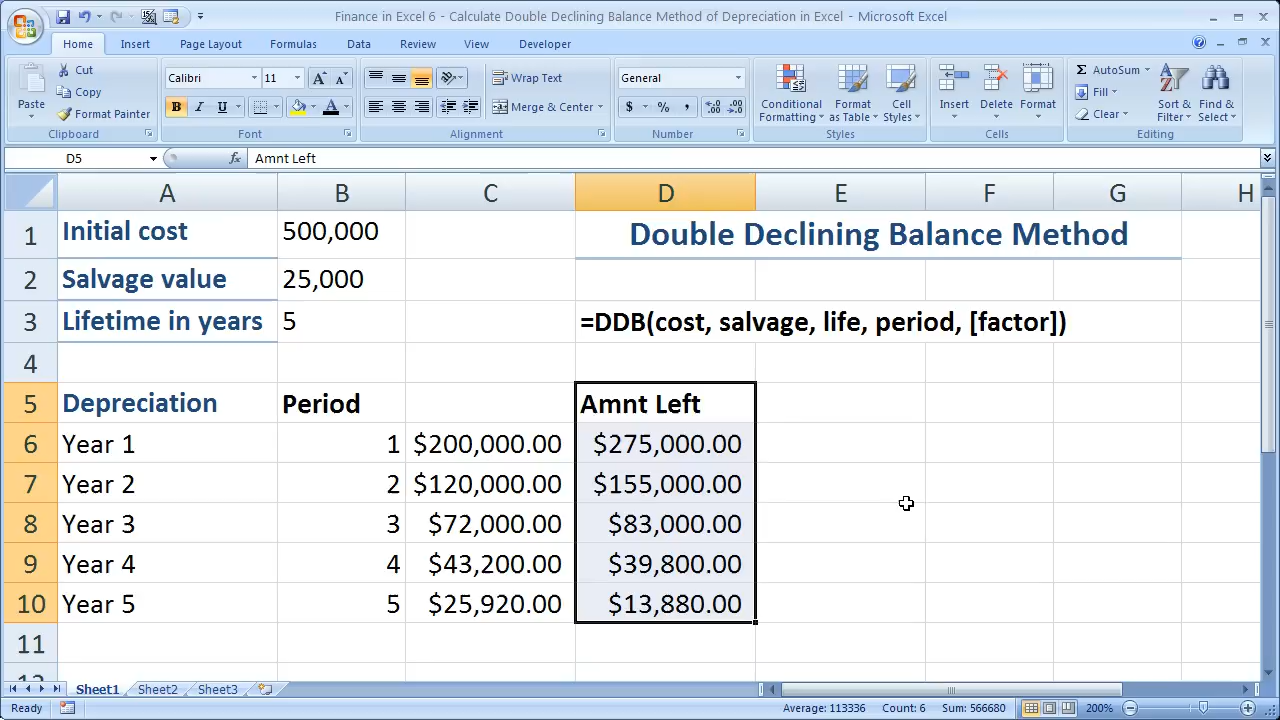 Finance in Excel 6 - Calculate Double Declining Balance Method of Depreciation in Excel - Microsoft Excel
Home Insert Page Layout Formulas Data Review View Developer
Paste Cut Copy Format Painter Clipboard
Calibri 11 B I U A A A Font
Wrap Text Merge & Center Alignment
General $ % , Number
Conditional Formatting Format as Table Cell Styles Styles
Insert Delete Format Cells
Σ AutoSum Fill Clear Sort & Filter Find & Select Editing
D5 fx Amnt Left
A B C D E F G H
1 Initial cost 500,000 Double Declining Balance Method
2 Salvage value 25,000
3 Lifetime in years 5 =DDB(cost, salvage, life, period, [factor])
4
5 Depreciation Period Amnt Left
6 Year 1 1 $200,000.00 $275,000.00
7 Year 2 2 $120,000.00 $155,000.00
8 Year 3 3 $72,000.00 $83,000.00
9 Year 4 4 $43,200.00 $39,800.00
10 Year 5 5 $25,920.00 $13,880.00
11
Sheet1 Sheet2 Sheet3
Ready Average: 113336 Count: 6 Sum: 566680 200%